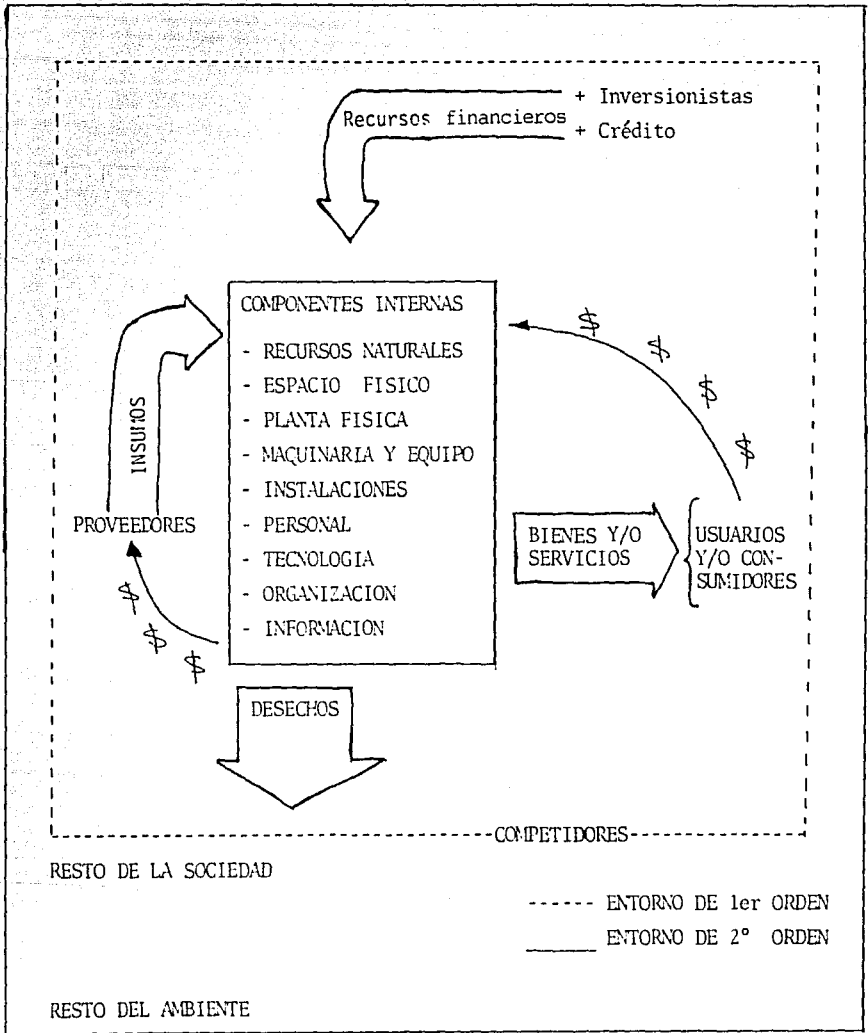 + Inversionistas
Recursos financieros
+ Crédito
COMPONENTES INTERNAS
- RECURSOS NATURALES
- ESPACIO FISICO
- PLANTA FISICA
- MAQUINARIA Y EQUIPO
- INSTALACIONES
- PERSONAL
- TECNOLOGIA
- ORGANIZACION
- INFORMACION
INSUMOS
PROVEEDORES
$ $ $
$ $ $ $
BIENES Y/O
SERVICIOS
USUARIOS
Y/O CON-
SUMIDORES
DESECHOS
COMPETIDORES
RESTO DE LA SOCIEDAD
------ ENTORNO DE 1er ORDEN
______ ENTORNO DE 2° ORDEN
RESTO DEL AMBIENTE